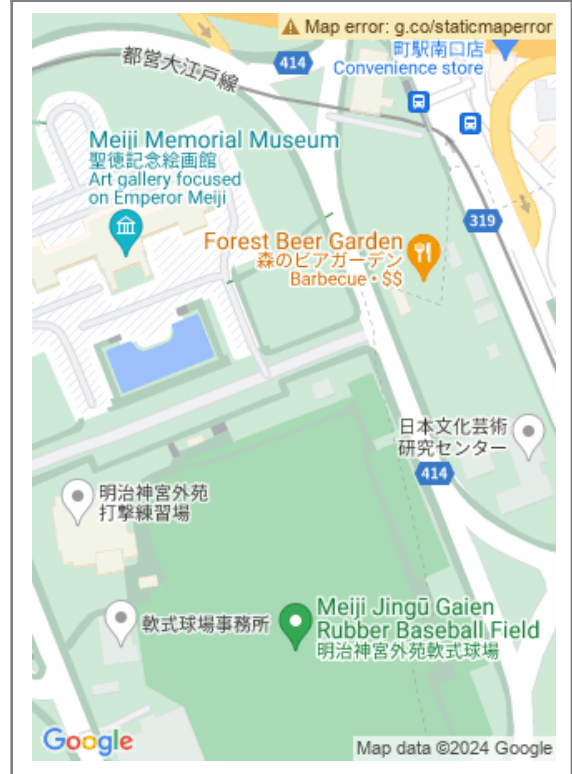 Map error: g.co/staticmaperror
町駅南口店
Convenience store
都営大江戸線
414
Meiji Memorial Museum
聖徳記念絵画館
Art gallery focused
on Emperor Meiji
319
Forest Beer Garden
森のビアガーデン
Barbecue • $$
日本文化芸術
研究センター
414
明治神宮外苑
打撃練習場
Meiji Jingū Gaien
Rubber Baseball Field
明治神宮外苑軟式球場
軟式球場事務所
Google
Map data ©2024 Google